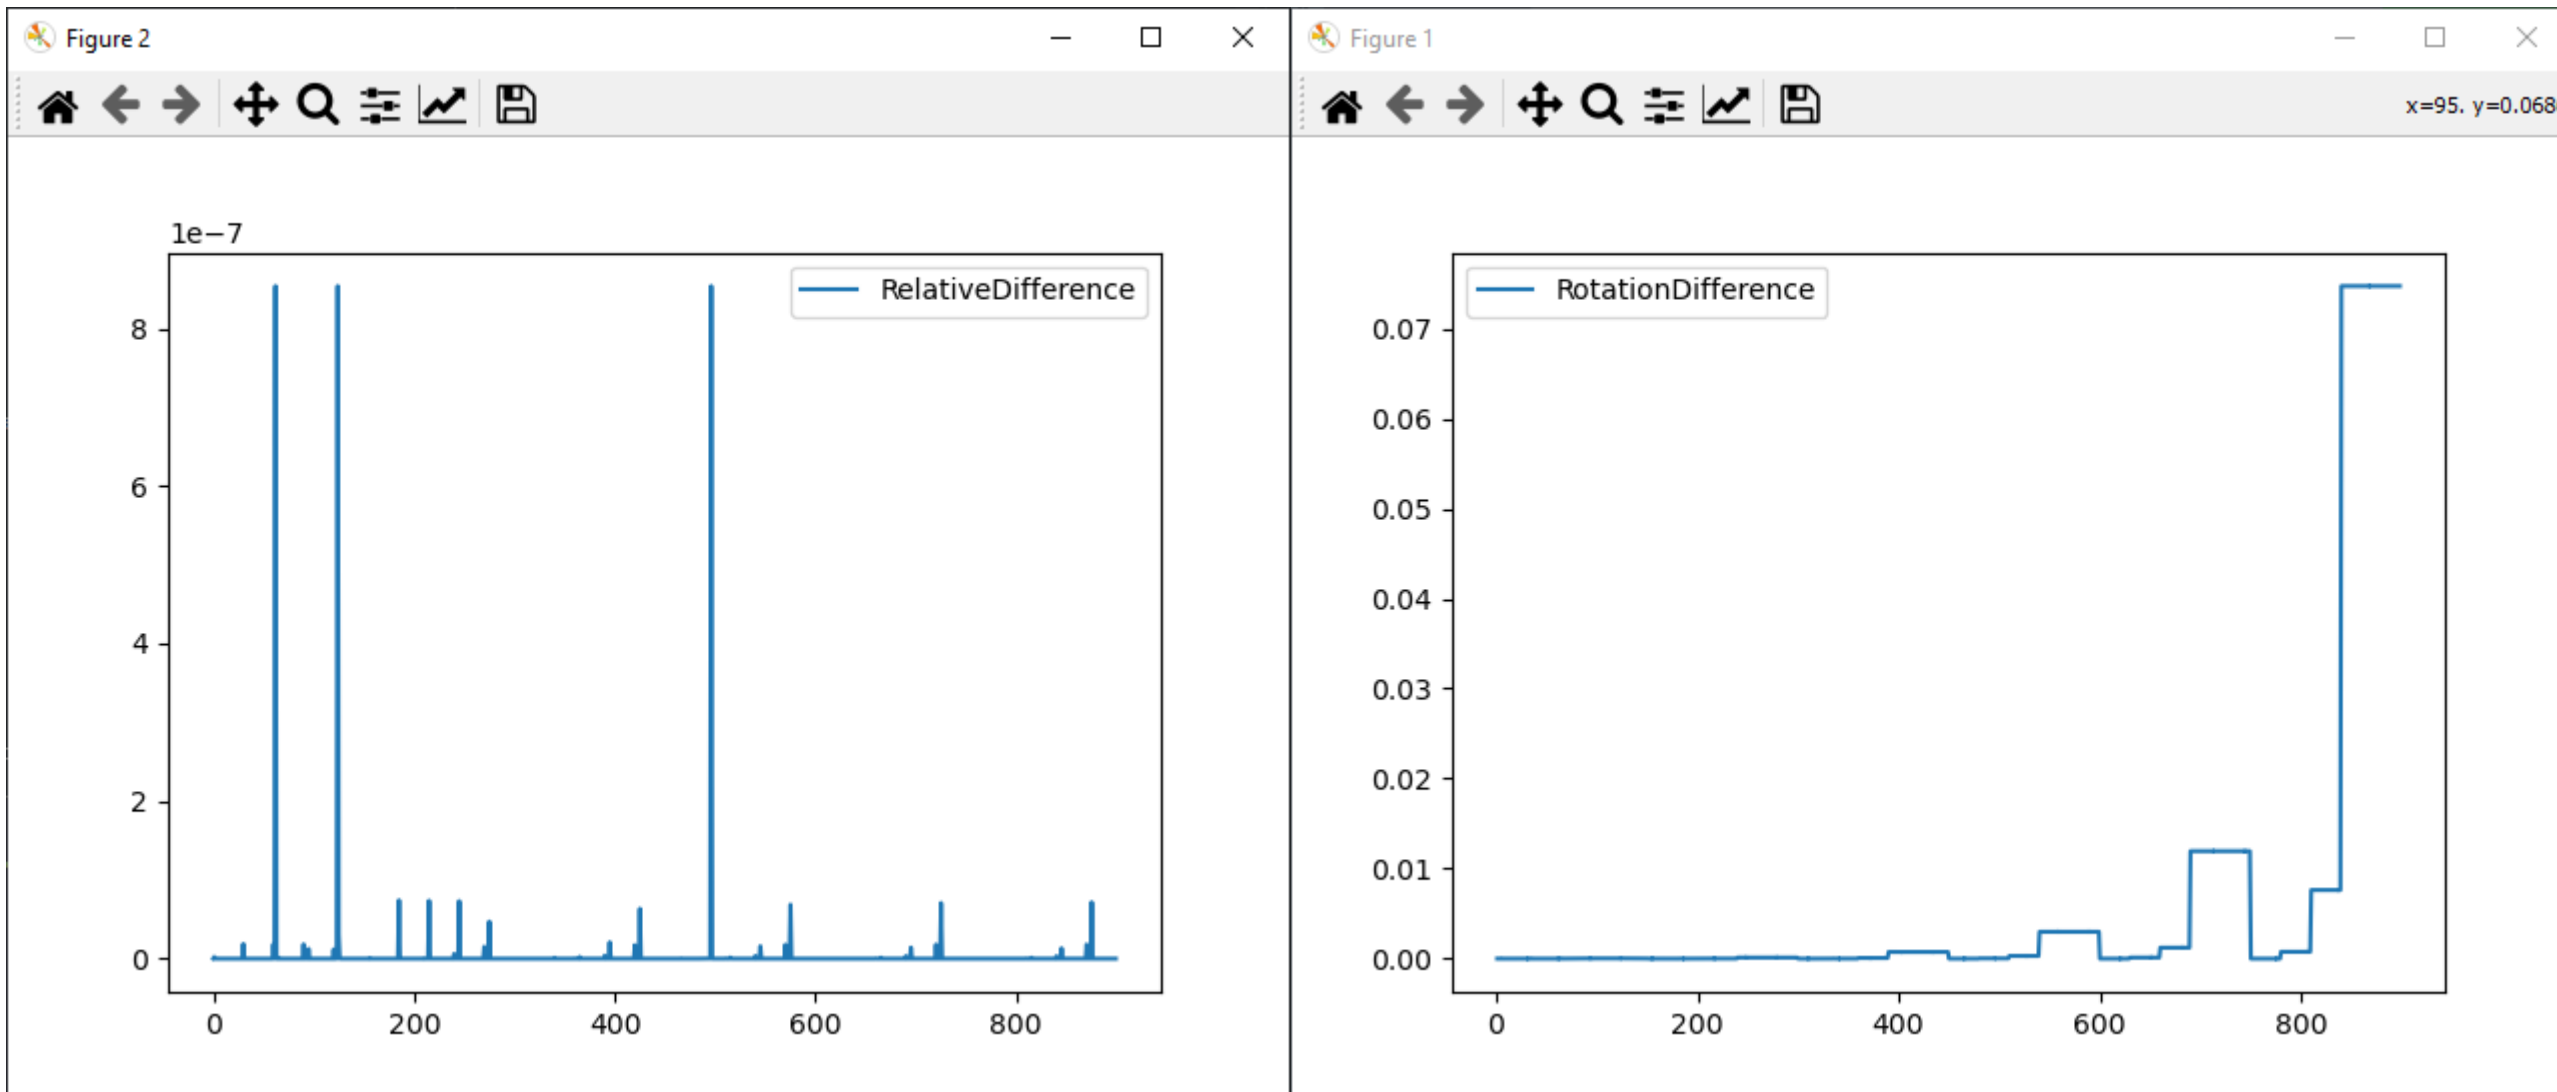 Figure 2
1e−7
RelativeDifference
8
6
4
2
0
0 200 400 600 800
Figure 1
x=95. y=0.068
RotationDifference
0.07
0.06
0.05
0.04
0.03
0.02
0.01
0.00
0 200 400 600 800